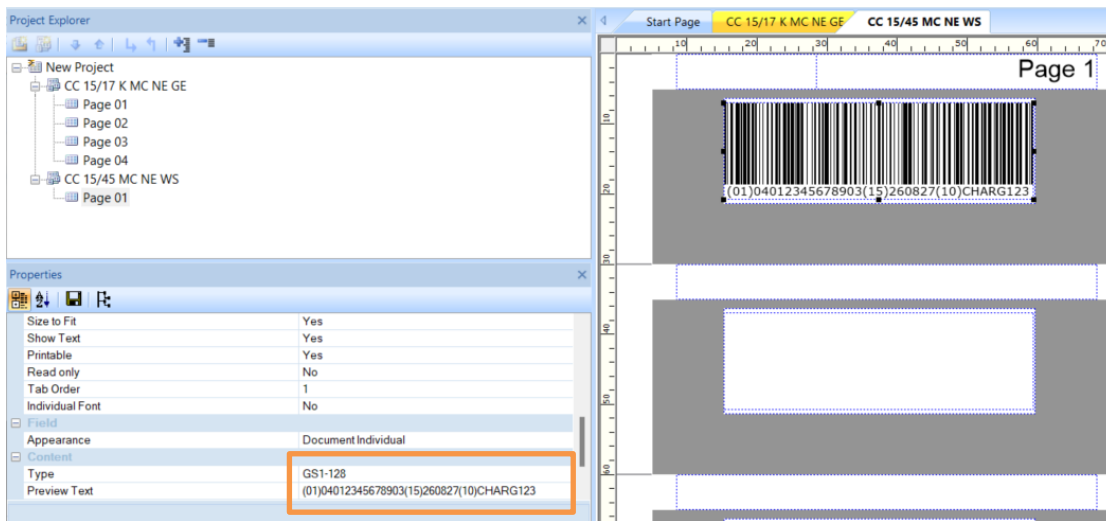 Project Explorer
New Project
CC 15/17 K MC NE GE
Page 01
Page 02
Page 03
Page 04
CC 15/45 MC NE WS
Page 01
Properties
Size to Fit Yes
Show Text Yes
Printable Yes
Read only No
Tab Order 1
Individual Font No
Field
Appearance Document Individual
Content
Type GS1-128
Preview Text (01)04012345678903(15)260827(10)CHARG123
Start Page CC 15/17 K MC NE GE CC 15/45 MC NE WS
10 20 30 40 50 60 70
Page 1
10
(01)04012345678903(15)260827(10)CHARG123
20
30
40
50
60